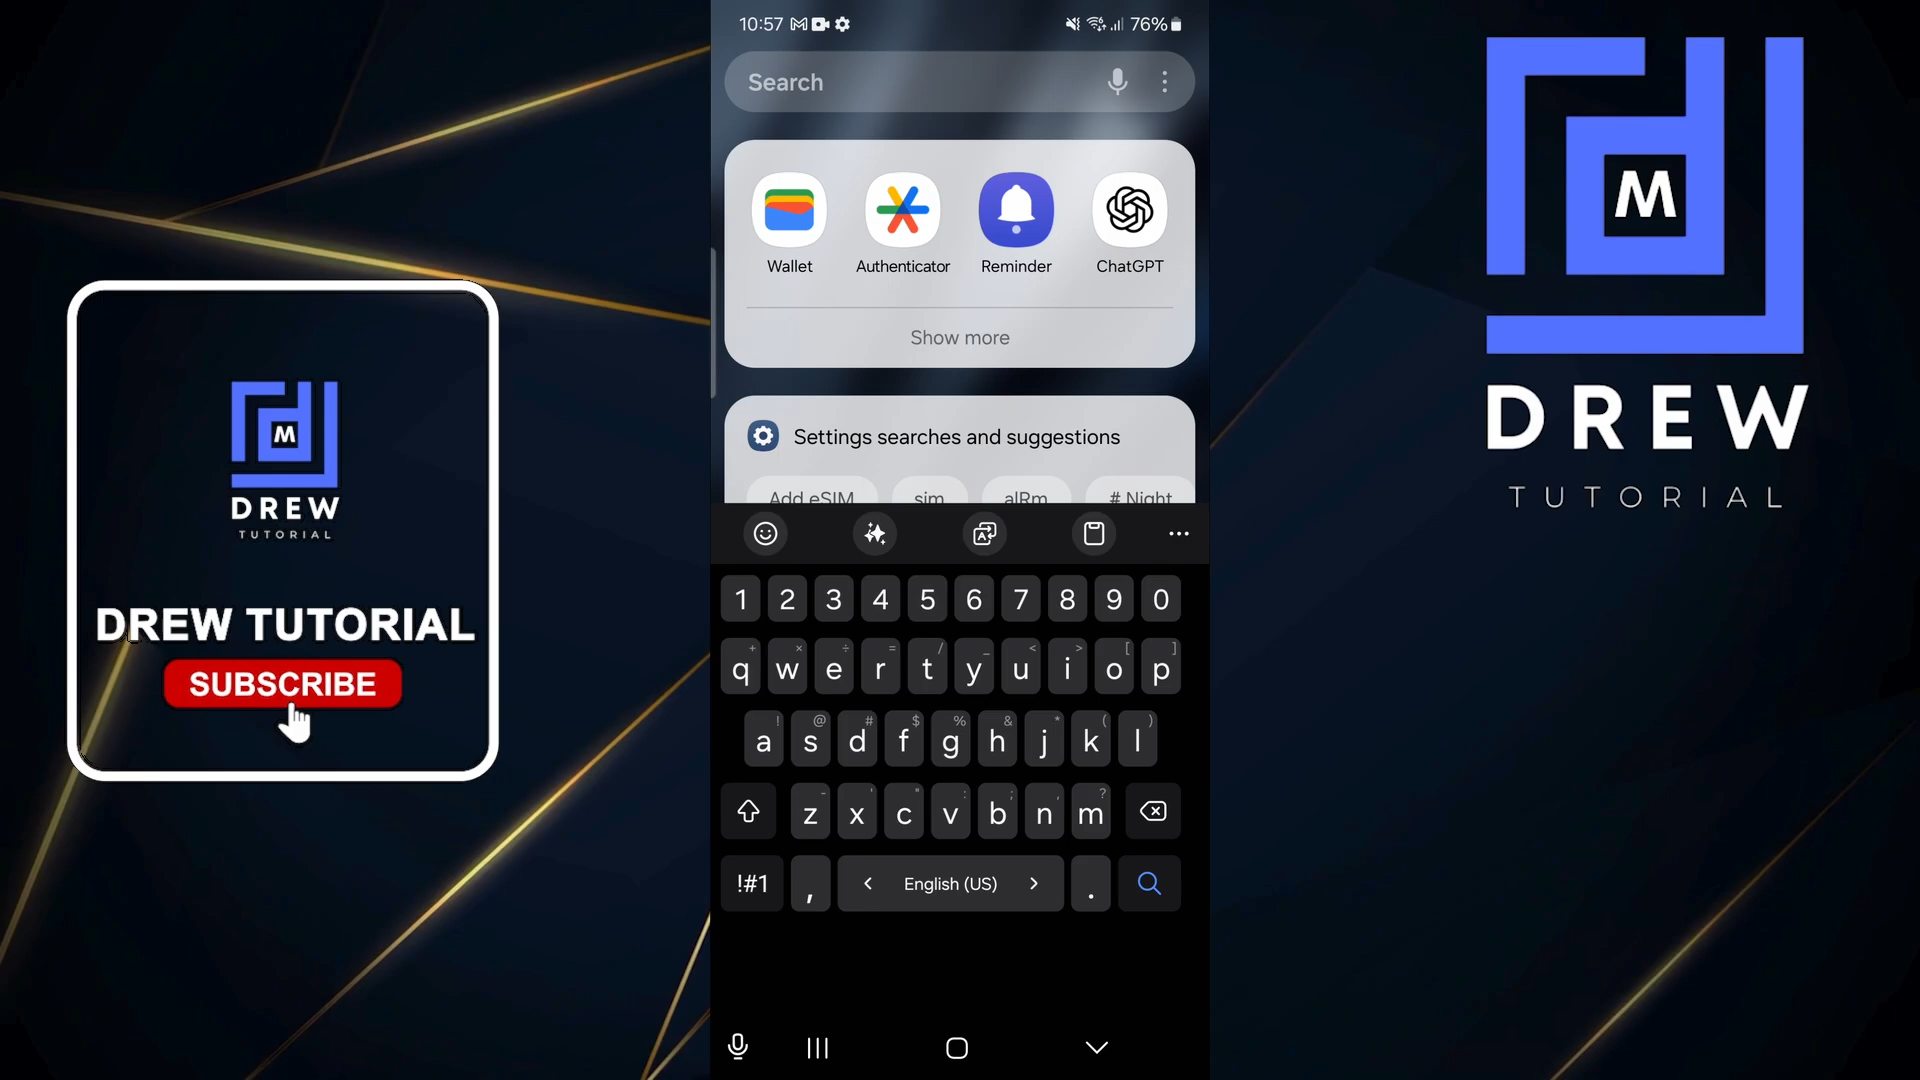 10:57
76%
Search
Wallet
Authenticator
Reminder
ChatGPT
Show more
Settings searches and suggestions
Add eSIM
sim
alRm
# Night
1 2 3 4 5 6 7 8 9 0
+ × ÷ = / _ < > [ ]
q w e r t y u i o p
! @ # $ % & * ( )
a s d f g h j k l
- ' " : ; , ?
z x c v b n m
!#1 , < English (US) > .
M
DREW
TUTORIAL
DREW TUTORIAL
SUBSCRIBE
M
DREW
TUTORIAL